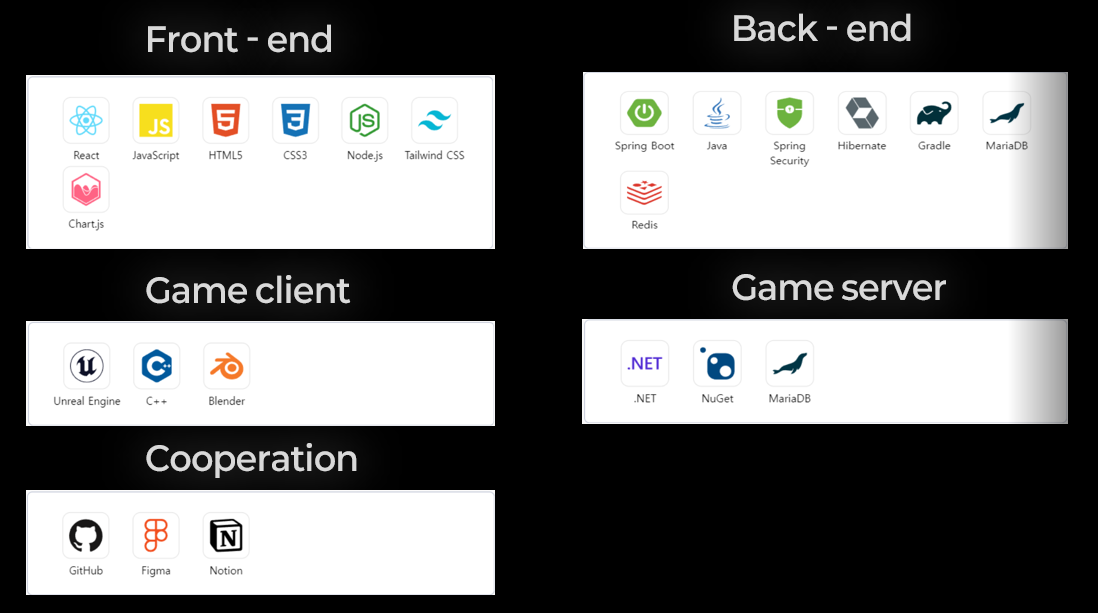 Front - end
React
JavaScript
HTML5
CSS3
Node.js
Tailwind CSS
Chart.js
Back - end
Spring Boot
Java
Spring
Security
Hibernate
Gradle
MariaDB
Redis
Game client
Unreal Engine
C++
Blender
Game server
.NET
.NET
NuGet
MariaDB
Cooperation
GitHub
Figma
Notion